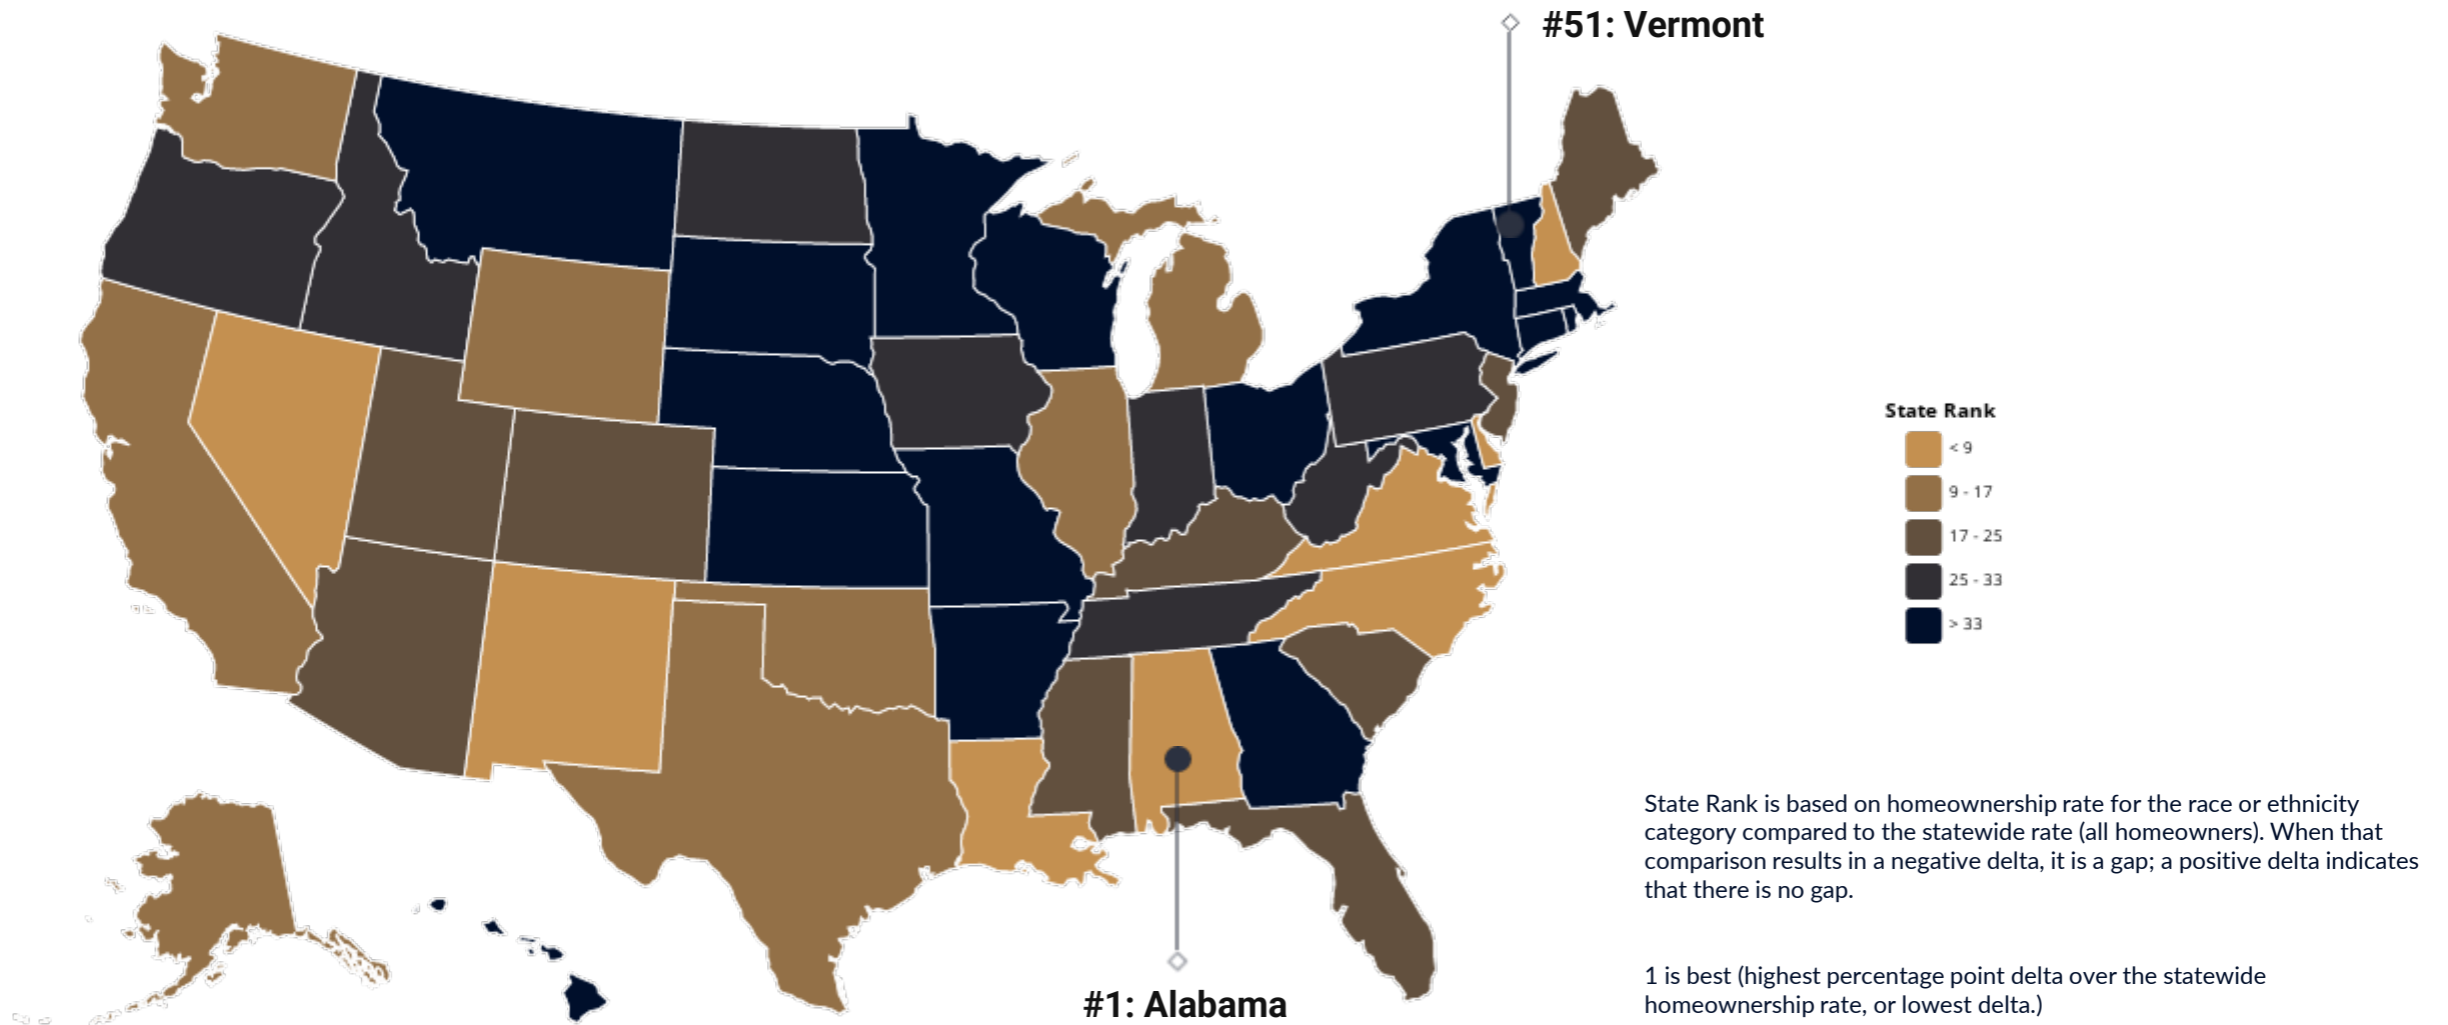 #51: Vermont
State Rank
< 9
9 - 17
17 - 25
25 - 33
> 33
State Rank is based on homeownership rate for the race or ethnicity
category compared to the statewide rate (all homeowners). When that
comparison results in a negative delta, it is a gap; a positive delta indicates
that there is no gap.
1 is best (highest percentage point delta over the statewide
homeownership rate, or lowest delta.)
#1: Alabama